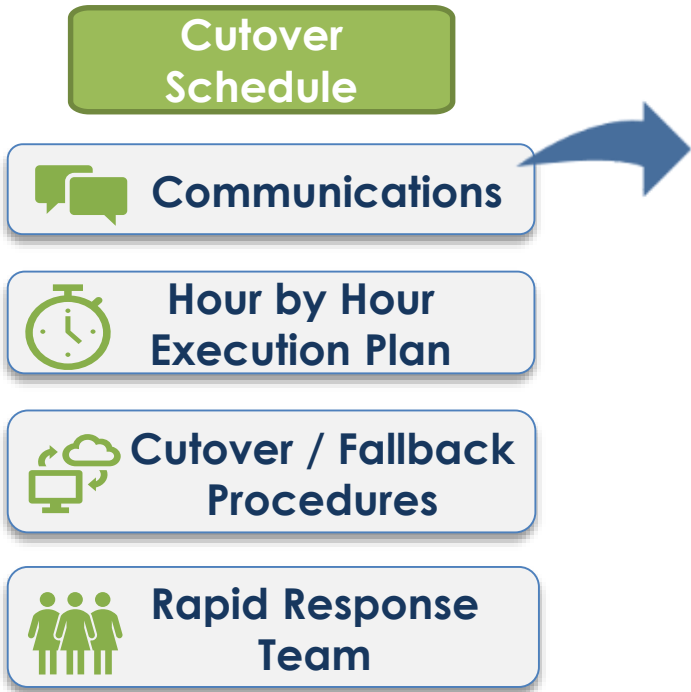 Cutover
Schedule
Communications
Hour by Hour
Execution Plan
Cutover / Fallback
Procedures
Rapid Response
Team